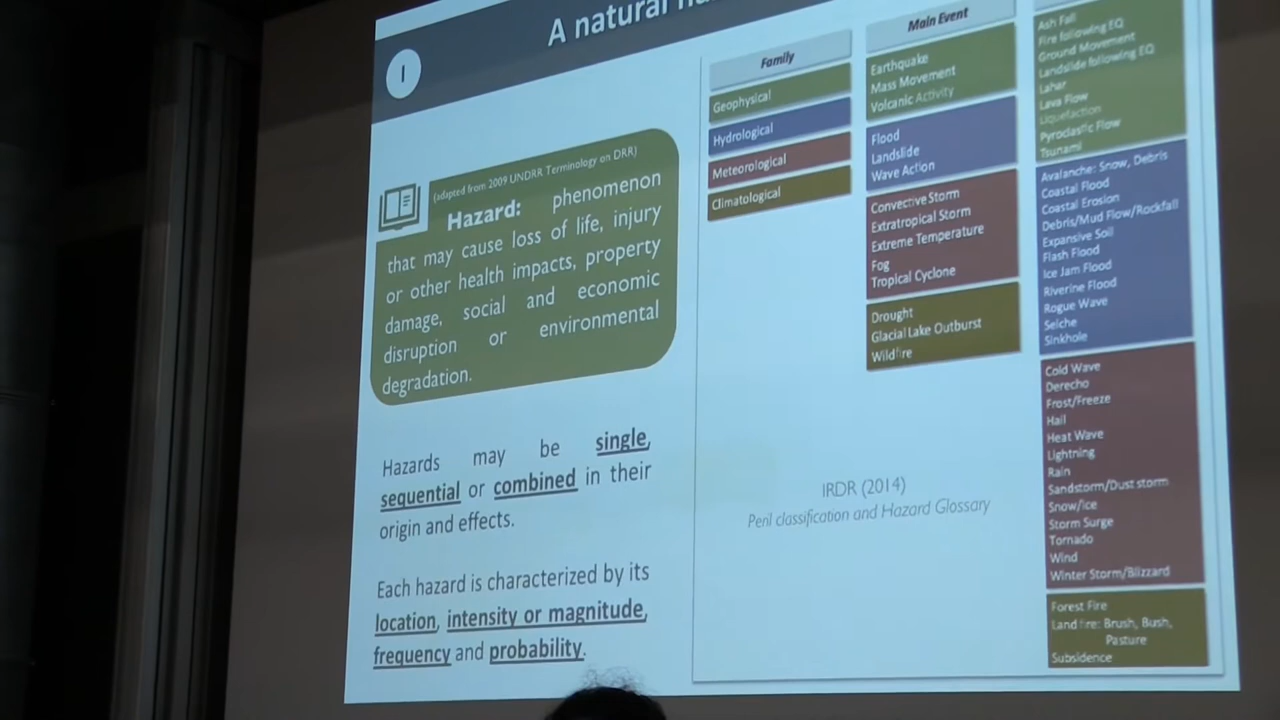 A natural
I
(adapted from 2009 UNDRR Terminology on DRR)
Hazard: phenomenon
that may cause loss of life, injury
or other health impacts, property
damage, social and economic
disruption or environmental
degradation.
Hazards may be single,
sequential or combined in their
origin and effects.
Each hazard is characterized by its
location, intensity or magnitude,
frequency and probability.
Family
Geophysical
Hydrological
Meteorological
Climatological
Main Event
Earthquake
Mass Movement
Volcanic Activity
Flood
Landslide
Wave Action
Convective Storm
Extratropical Storm
Extreme Temperature
Fog
Tropical Cyclone
Drought
Glacial Lake Outburst
Wildfire
Ash Fall
Fire following EQ
Ground Movement
Landslide following EQ
Lahar
Lava Flow
Liquefaction
Pyroclastic Flow
Tsunami
Avalanche: Snow, Debris
Coastal Flood
Coastal Erosion
Debris/Mud Flow/Rockfall
Expansive Soil
Flash Flood
Ice Jam Flood
Riverine Flood
Rogue Wave
Seiche
Sinkhole
Cold Wave
Derecho
Frost/Freeze
Hail
Heat Wave
Lightning
Rain
Sandstorm/Dust storm
Snow/Ice
Storm Surge
Tornado
Wind
Winter Storm/Blizzard
Forest Fire
Land fire: Brush, Bush,
Pasture
Subsidence
IRDR (2014)
Peril classification and Hazard Glossary